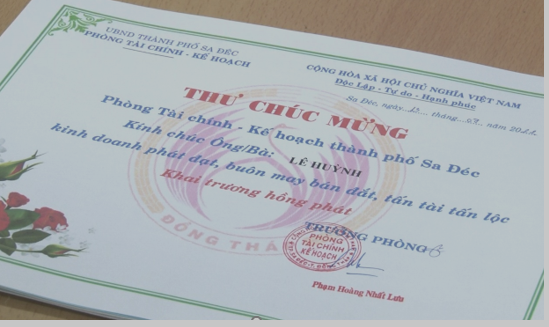 UBND THÀNH PHỐ SA ĐÉC
PHÒNG TÀI CHÍNH - KẾ HOẠCH
CỘNG HÒA XÃ HỘI CHỦ NGHĨA VIỆT NAM
Độc Lập - Tự do - Hạnh phúc
Sa Đéc, ngày tháng năm
THƯ CHÚC MỪNG
Phòng Tài chính - Kế hoạch thành phố Sa Đéc
Kính chúc Ông/Bà: LÊ HUỲNH
kinh doanh phát đạt, buôn may bán đắt, tấn tài tấn lộc
Khai trương hồng phát
ĐỒNG THÁ
TRƯỞNG PHÒNG
PHÒNG
TÀI CHÍNH
KẾ HOẠCH
Phạm Hoàng Nhất Lưu